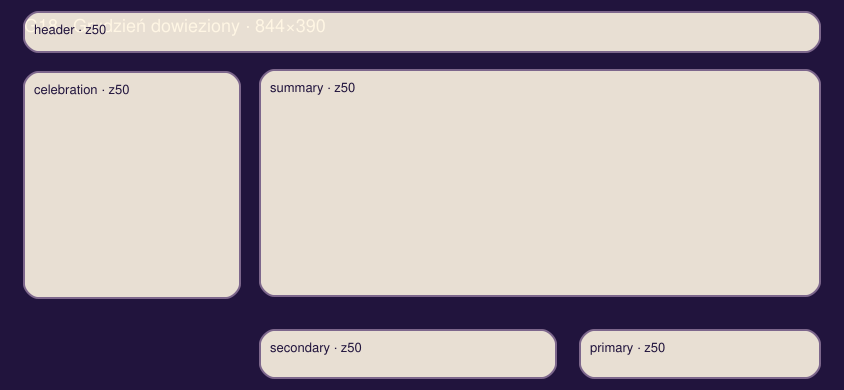 dzień dowieziony · 844×390
header · z50
celebration · z50
summary · z50
secondary · z50
primary · z50